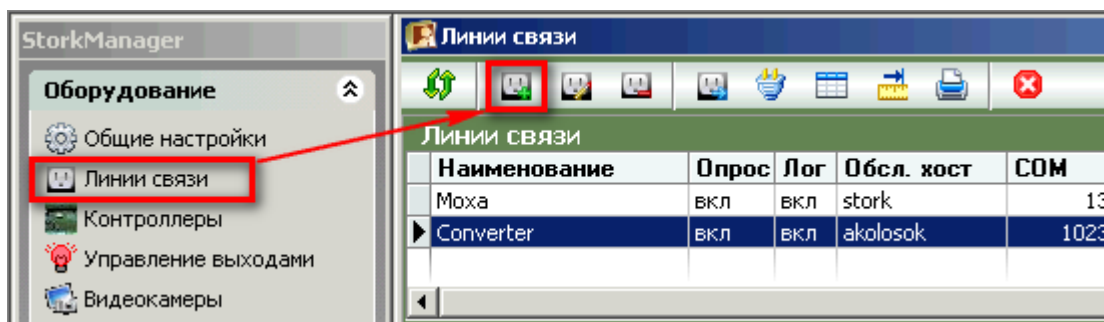 StorkManager
Оборудование
Общие настройки
Линии связи
Контроллеры
Управление выходами
Видеокамеры
Линии связи
Линии связи
Наименование Опрос Лог Обсл. хост COM
Moxa вкл вкл stork 13
Converter вкл вкл akolosok 1023